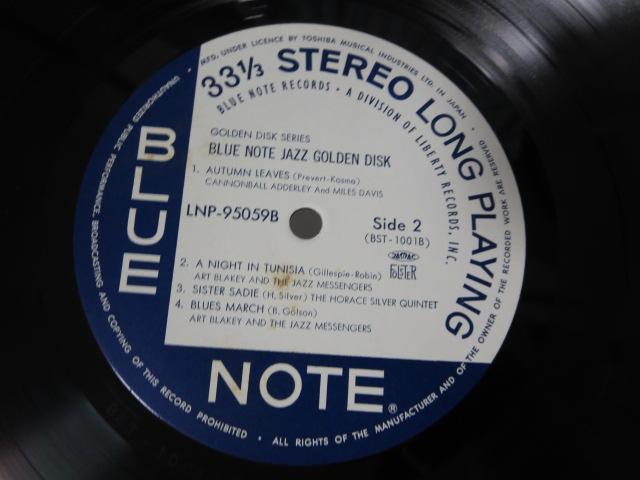 MFD. UNDER LICENCE BY TOSHIBA MUSICAL INDUSTRIES LTD. IN JAPAN •
33⅓ STEREO LONG PLAYING
BLUE NOTE RECORDS • A DIVISION OF LIBERTY RECORDS, INC.
GOLDEN DISK SERIES
BLUE NOTE JAZZ GOLDEN DISK
1. AUTUMN LEAVES (Prevert-Kosma)
CANNONBALL ADDERLEY And MILES DAVIS
LNP-95059B
Side 2
(BST-1001B)
2. A NIGHT IN TUNISIA (Gillespie-Robin)
ART BLAKEY AND THE JAZZ MESSENGERS
3. SISTER SADIE (H. Silver) THE HORACE SILVER QUINTET
4. BLUES MARCH (B. Golson)
ART BLAKEY AND THE JAZZ MESSENGERS
BLUE
NOTE®
• ALL RIGHTS OF THE MANUFACTURER AND OF THE OWNER OF THE RECORDED WORK ARE RESERVED •
UNAUTHORIZED PUBLIC PERFORMANCE, BROADCASTING AND COPYING OF THIS RECORD PROHIBITED